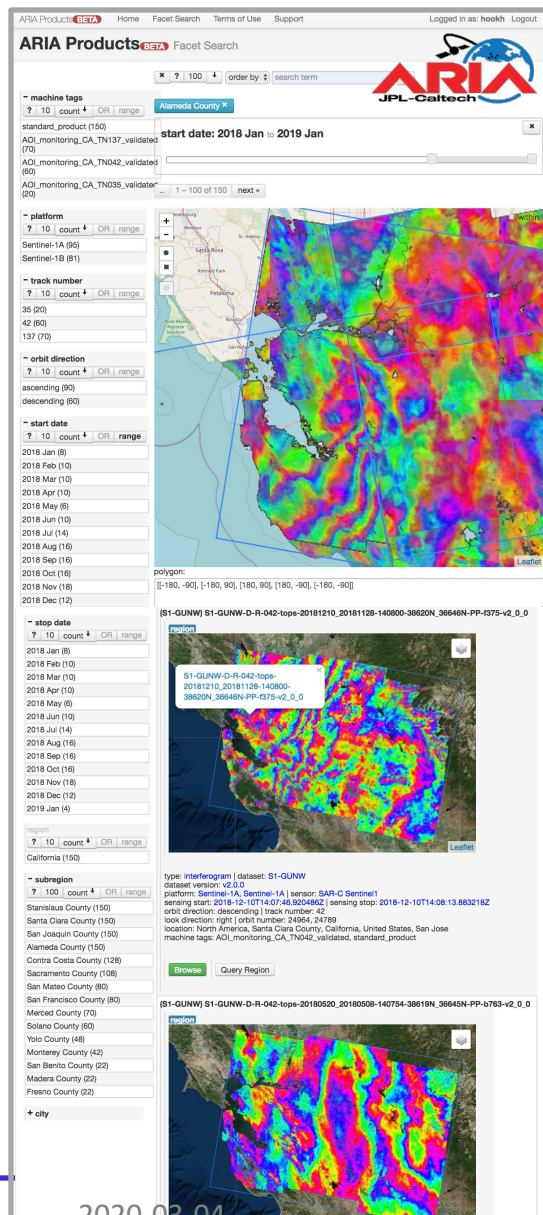 ARIA Products BETA Home Facet Search Terms of Use Support Logged in as: hookh Logout
ARIA Products BETA Facet Search
ARIA
JPL-Caltech
× ? 100 order by search term
Alameda County ×
start date: 2018 Jan to 2019 Jan ×
.. 1 – 100 of 150 next »
− machine tags
? 10 count OR range
standard_product (150)
AOI_monitoring_CA_TN137_validated
(70)
AOI_monitoring_CA_TN042_validated
(60)
AOI_monitoring_CA_TN035_validated
(20)
− platform
? 10 count OR range
Sentinel-1A (95)
Sentinel-1B (81)
− track number
? 10 count OR range
35 (20)
42 (60)
137 (70)
− orbit direction
? 10 count OR range
ascending (90)
descending (60)
− start date
? 10 count OR range
2018 Jan (8)
2018 Feb (10)
2018 Mar (10)
2018 Apr (10)
2018 May (6)
2018 Jun (10)
2018 Jul (14)
2018 Aug (16)
2018 Sep (16)
2018 Oct (16)
2018 Nov (18)
2018 Dec (12)
− stop date
? 10 count OR range
2018 Jan (8)
2018 Feb (10)
2018 Mar (10)
2018 Apr (10)
2018 May (6)
2018 Jun (10)
2018 Jul (14)
2018 Aug (16)
2018 Sep (16)
2018 Oct (16)
2018 Nov (18)
2018 Dec (12)
2019 Jan (4)
region
? 10 count OR range
California (150)
− subregion
? 100 count OR range
Stanislaus County (150)
Santa Clara County (150)
San Joaquin County (150)
Alameda County (150)
Contra Costa County (128)
Sacramento County (108)
San Mateo County (80)
San Francisco County (80)
Merced County (70)
Solano County (60)
Yolo County (48)
Monterey County (42)
San Benito County (22)
Madera County (22)
Fresno County (22)
+ city
+
−
within
Santa Rosa
Rohnert Park
Petaluma
Novato
Leaflet
polygon:
[[-180, -90], [-180, 90], [180, 90], [180, -90], [-180, -90]]
(S1-GUNW) S1-GUNW-D-R-042-tops-20181210_20181128-140800-38620N_36646N-PP-f375-v2_0_0
region
S1-GUNW-D-R-042-tops-
20181210_20181128-140800-
38620N_36646N-PP-f375-v2_0_0
×
Leaflet
type: interferogram | dataset: S1-GUNW
dataset version: v2.0.0
platform: Sentinel-1A, Sentinel-1A | sensor: SAR-C Sentinel1
sensing start: 2018-12-10T14:07:46.920486Z | sensing stop: 2018-12-10T14:08:13.883218Z
orbit direction: descending | track number: 42
look direction: right | orbit number: 24964, 24789
location: North America, Santa Clara County, California, United States, San Jose
machine tags: AOI_monitoring_CA_TN042_validated, standard_product
Browse Query Region
(S1-GUNW) S1-GUNW-D-R-042-tops-20180520_20180508-140754-38619N_36645N-PP-b763-v2_0_0
region
2020-03-04